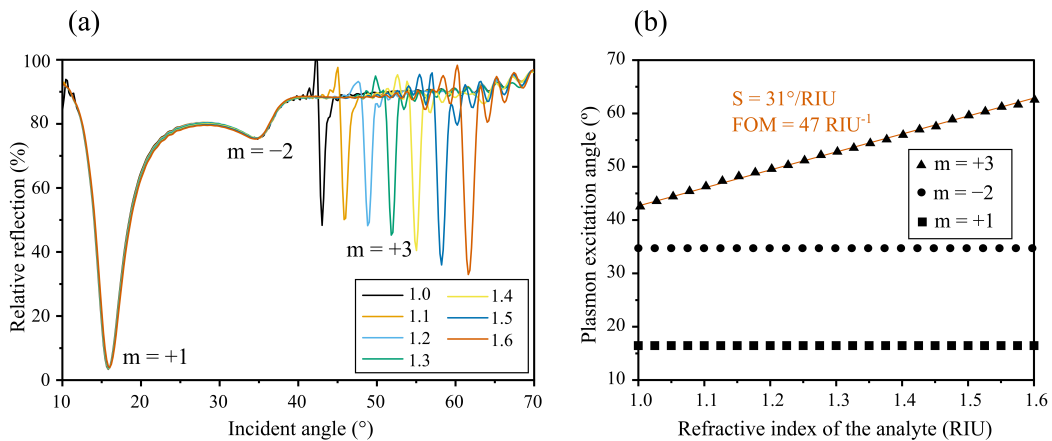 (a)
Relative reflection (%)
100
80
60
40
20
0
m = −2
m = +3
m = +1
1.0
1.1
1.2
1.3
1.4
1.5
1.6
10 20 30 40 50 60 70
Incident angle (°)
(b)
Plasmon excitation angle (º)
70
60
50
40
30
20
10
S = 31°/RIU
FOM = 47 RIU⁻¹
m = +3
m = −2
m = +1
1.0 1.1 1.2 1.3 1.4 1.5 1.6
Refractive index of the analyte (RIU)